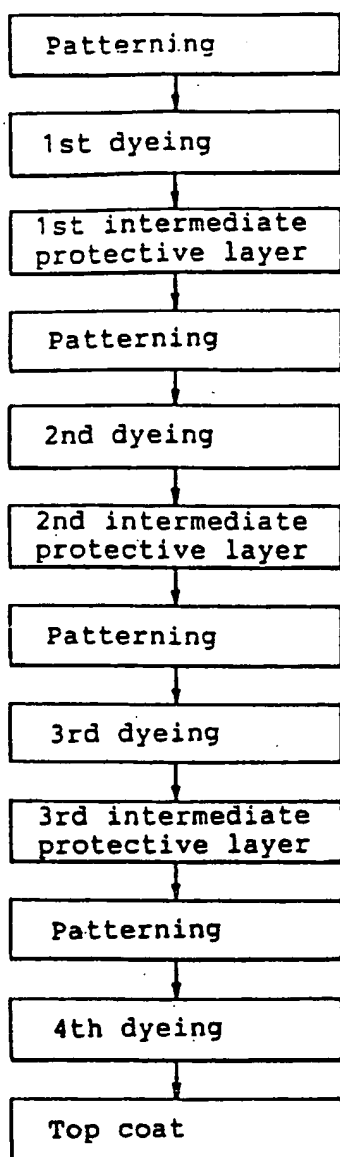 Patterning
1st dyeing
1st intermediate
protective layer
Patterning
2nd dyeing
2nd intermediate
protective layer
Patterning
3rd dyeing
3rd intermediate
protective layer
Patterning
4th dyeing
Top coat